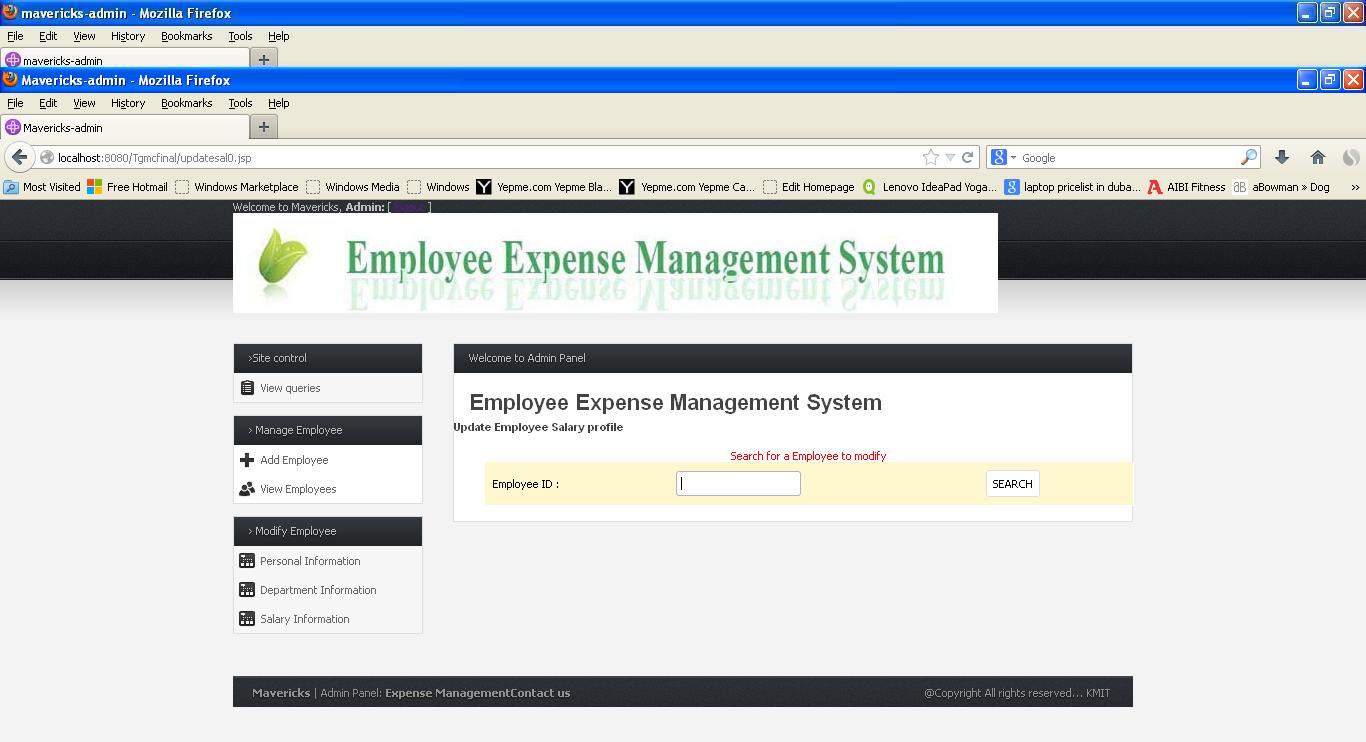 mavericks-admin - Mozilla Firefox
File Edit View History Bookmarks Tools Help
mavericks-admin
Mavericks-admin - Mozilla Firefox
File Edit View History Bookmarks Tools Help
Mavericks-admin
localhost:8080/Tgmcfinal/updatesal0.jsp Google
Most Visited Free Hotmail Windows Marketplace Windows Media Windows Yepme.com Yepme Bla... Yepme.com Yepme Ca... Edit Homepage Lenovo IdeaPad Yoga... laptop pricelist in duba... AIBI Fitness aB aBowman » Dog »
Welcome to Mavericks, Admin: [ logout ]
Employee Expense Management System
>Site control
View queries
> Manage Employee
Add Employee
View Employees
> Modify Employee
Personal Information
Department Information
Salary Information
Welcome to Admin Panel
Employee Expense Management System
Update Employee Salary profile
Search for a Employee to modify
Employee ID : SEARCH
Mavericks | Admin Panel: Expense ManagementContact us @Copyright All rights reserved... KMIT